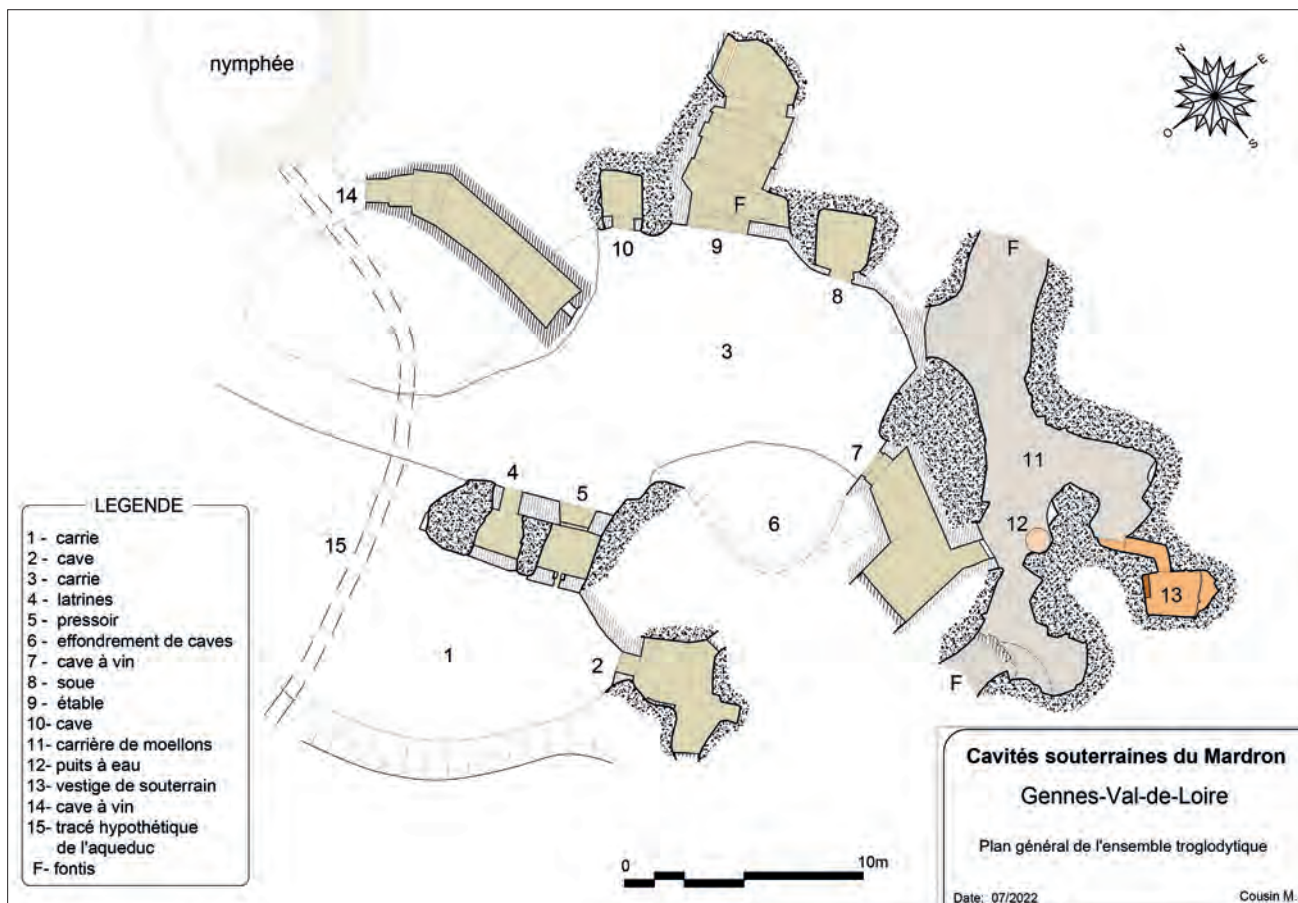 nymphée
N
E
O
S
14
10
9
F
8
F
3
11
7
4
5
6
12
15
13
1
2
F
LEGENDE
1 - carrie
2 - cave
3 - carrie
4 - latrines
5 - pressoir
6 - effondrement de caves
7 - cave à vin
8 - soue
9 - étable
10- cave
11- carrière de moellons
12- puits à eau
13- vestige de souterrain
14- cave à vin
15- tracé hypothétique
de l'aqueduc
F- fontis
0
10m
Cavités souterraines du Mardron
Gennes-Val-de-Loire
Plan général de l'ensemble troglodytique
Date: 07/2022
Cousin M.